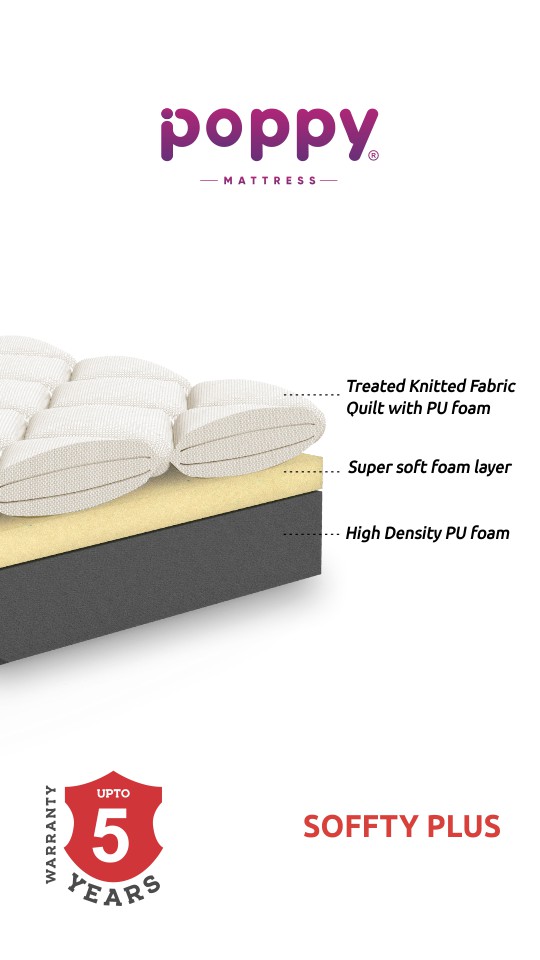 poppy®
MATTRESS
Treated Knitted Fabric
Quilt with PU foam
Super soft foam layer
High Density PU foam
WARRANTY
UPTO
5
YEARS
SOFFTY PLUS